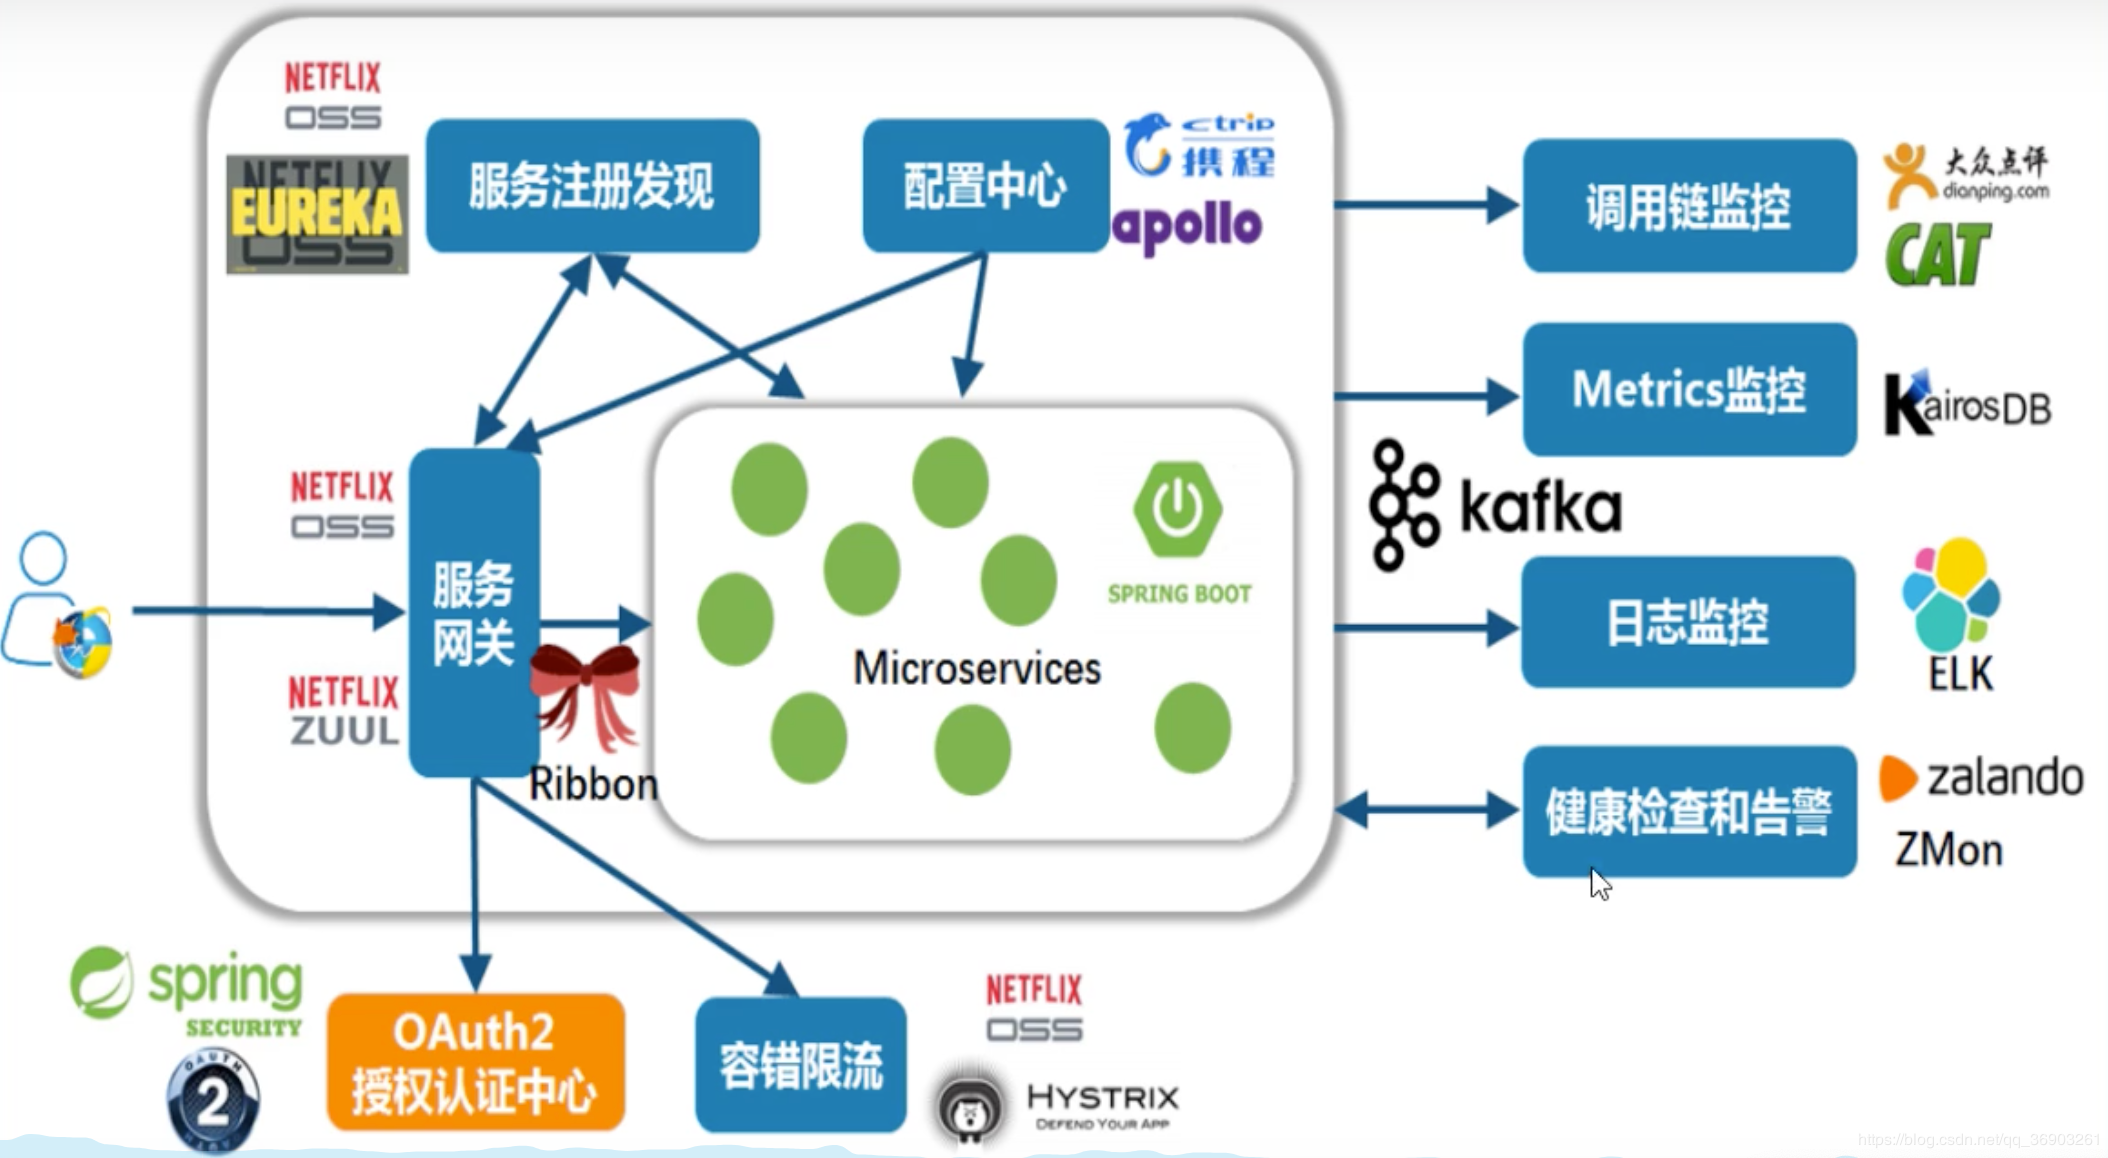 NETFLIX
OSS
NETFLIX
EUREKA
OSS
服务注册发现
配置中心
ctrip
携程
apollo
调用链监控
大众点评
dianping.com
CAT
Metrics监控
KairosDB
kafka
NETFLIX
OSS
服务
网关
NETFLIX
ZUUL
Ribbon
SPRING BOOT
Microservices
日志监控
ELK
健康检查和告警
zalando
ZMon
spring
SECURITY
OAUTH
2
OAuth2
授权认证中心
容错限流
NETFLIX
OSS
HYSTRIX
DEFEND YOUR APP
https://blog.csdn.net/qq_36903261